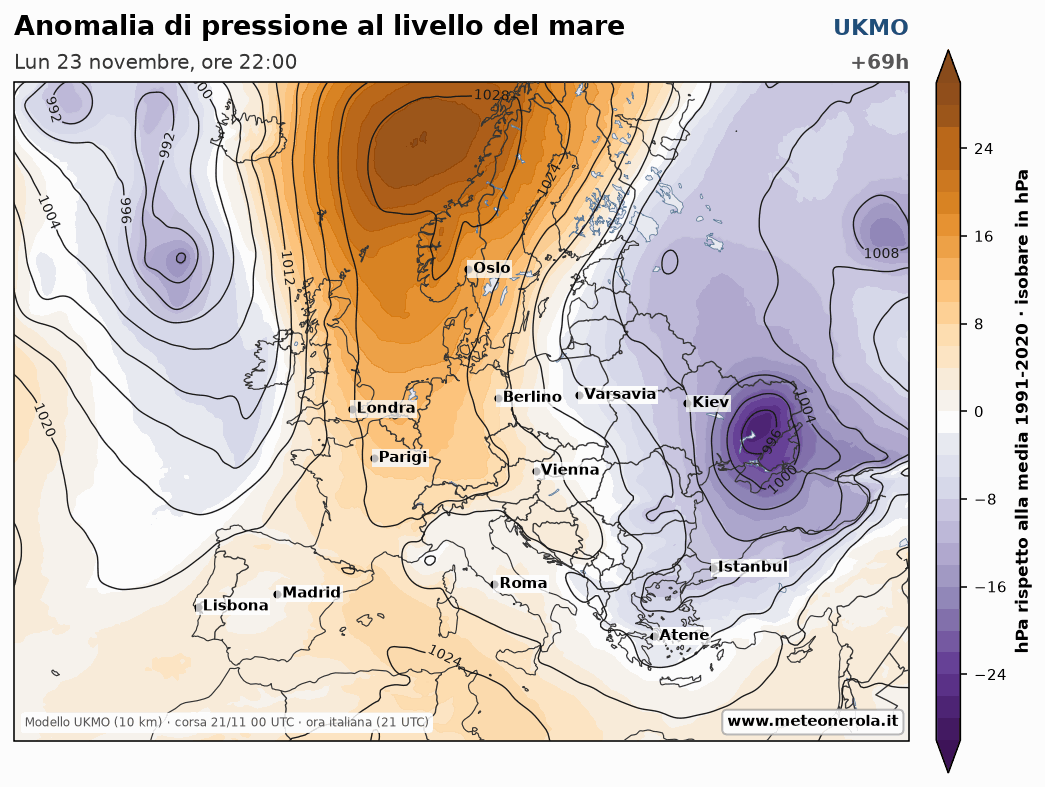 Anomalia di pressione al livello del mare
UKMO
Lun 23 novembre, ore 22:00
+69h
992
992
996
1004
1012
1020
1028
1024
1008
1004
996
1000
1024
Oslo
Londra
Berlino
Varsavia
Kiev
Parigi
Vienna
Istanbul
Roma
Madrid
Lisbona
Atene
24
16
8
0
−8
−16
−24
hPa rispetto alla media 1991-2020 · isobare in hPa
Modello UKMO (10 km) · corsa 21/11 00 UTC · ora italiana (21 UTC)
www.meteonerola.it